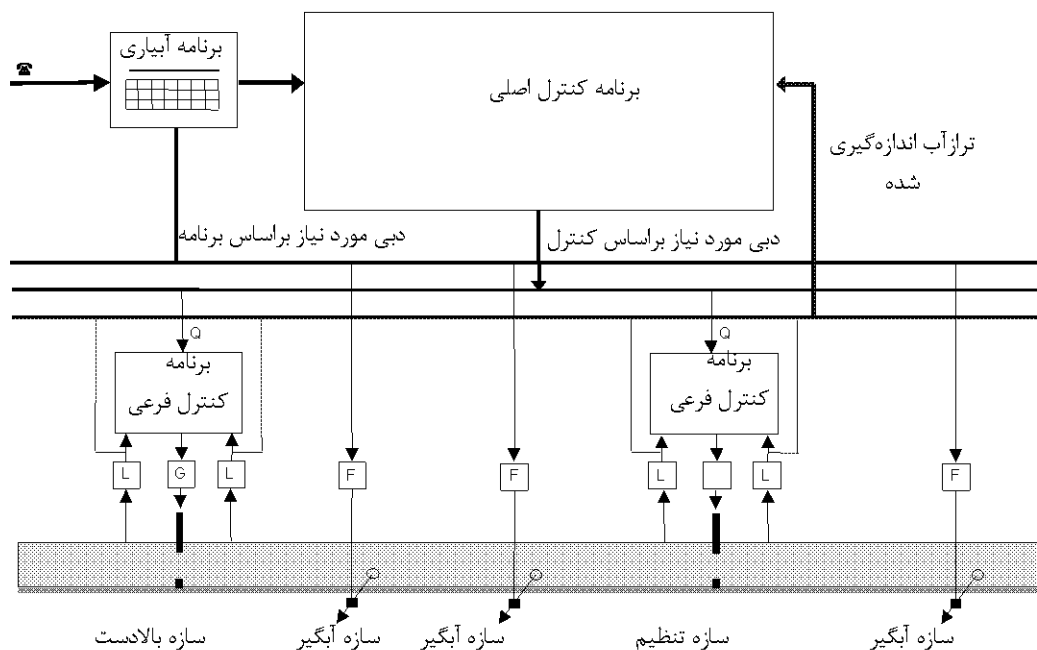 برنامه آبیاری
برنامه کنترل اصلی
ترازآب اندازه‌گیری
شده
دبی مورد نیاز براساس برنامه
دبی مورد نیاز براساس کنترل
Q
Q
برنامه
کنترل فرعی
برنامه
کنترل فرعی
L
G
L
F
F
L
L
F
سازه بالادست
سازه آبگیر
سازه آبگیر
سازه تنظیم
سازه آبگیر